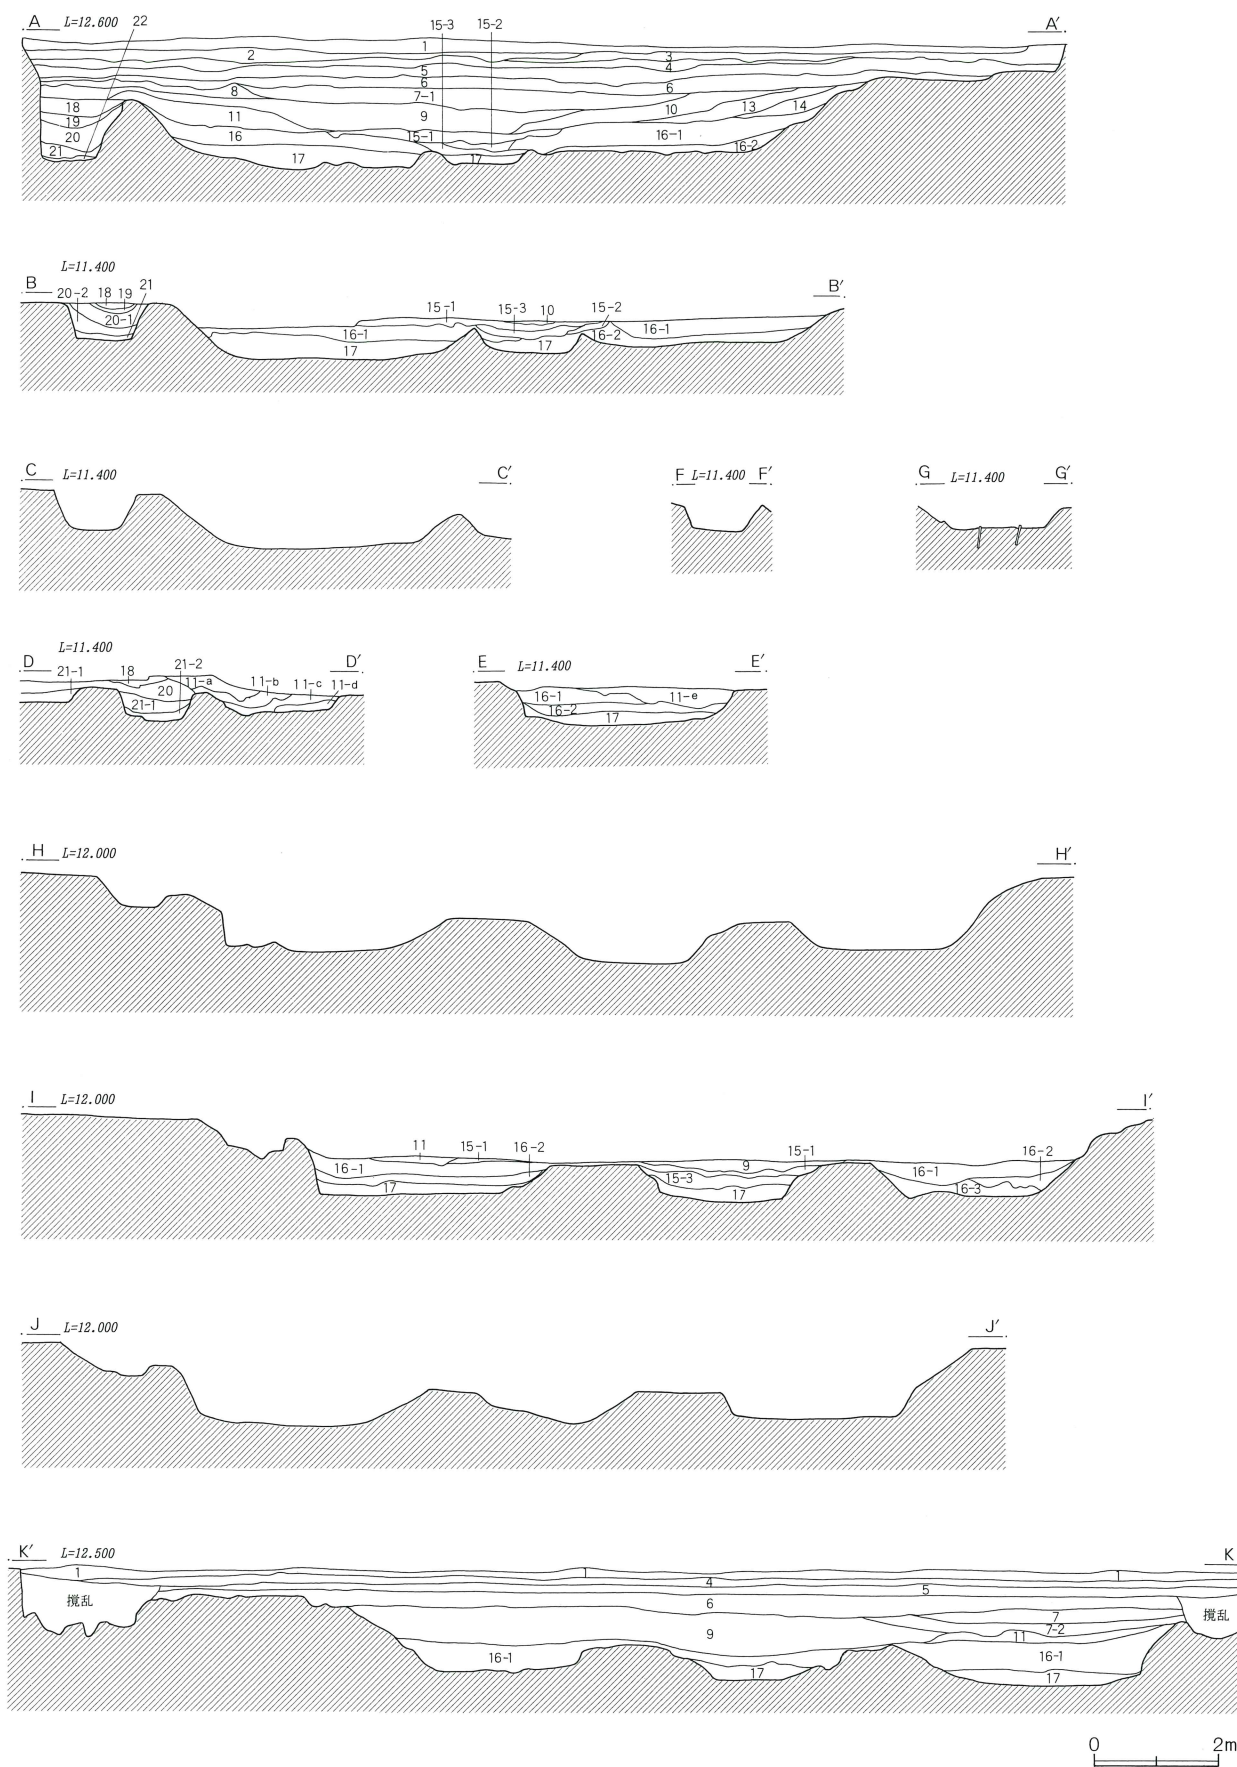 A L=12.600 22 15-3 15-2 A′
1
2 3
4
5
6 6
8 7-1
18 11 9 10 13 14
19
20 16 15-1 16-1
21 17 17 16-2
L=11.400
B 21 B′
20-2 18 19 15-1 15-3 10 15-2
20-1 16-1 16-2 16-1
17 17
C L=11.400 C′
F L=11.400 F′
G L=11.400 G′
L=11.400
D 21-1 18 21-2 11-a 11-b 11-c 11-d D′
20
21-1
E L=11.400 E′
16-1 11-e
16-2 17
H L=12.000 H′
I L=12.000 I′
11 15-1 16-2 15-1 16-2
16-1 9 16-1
15-3
17 17 16-3
J L=12.000 J′
K′ L=12.500 K
1 1 1
4
5
撹乱 6 撹乱
7
7-2
9 11
16-1 16-1
17 17
0 2m